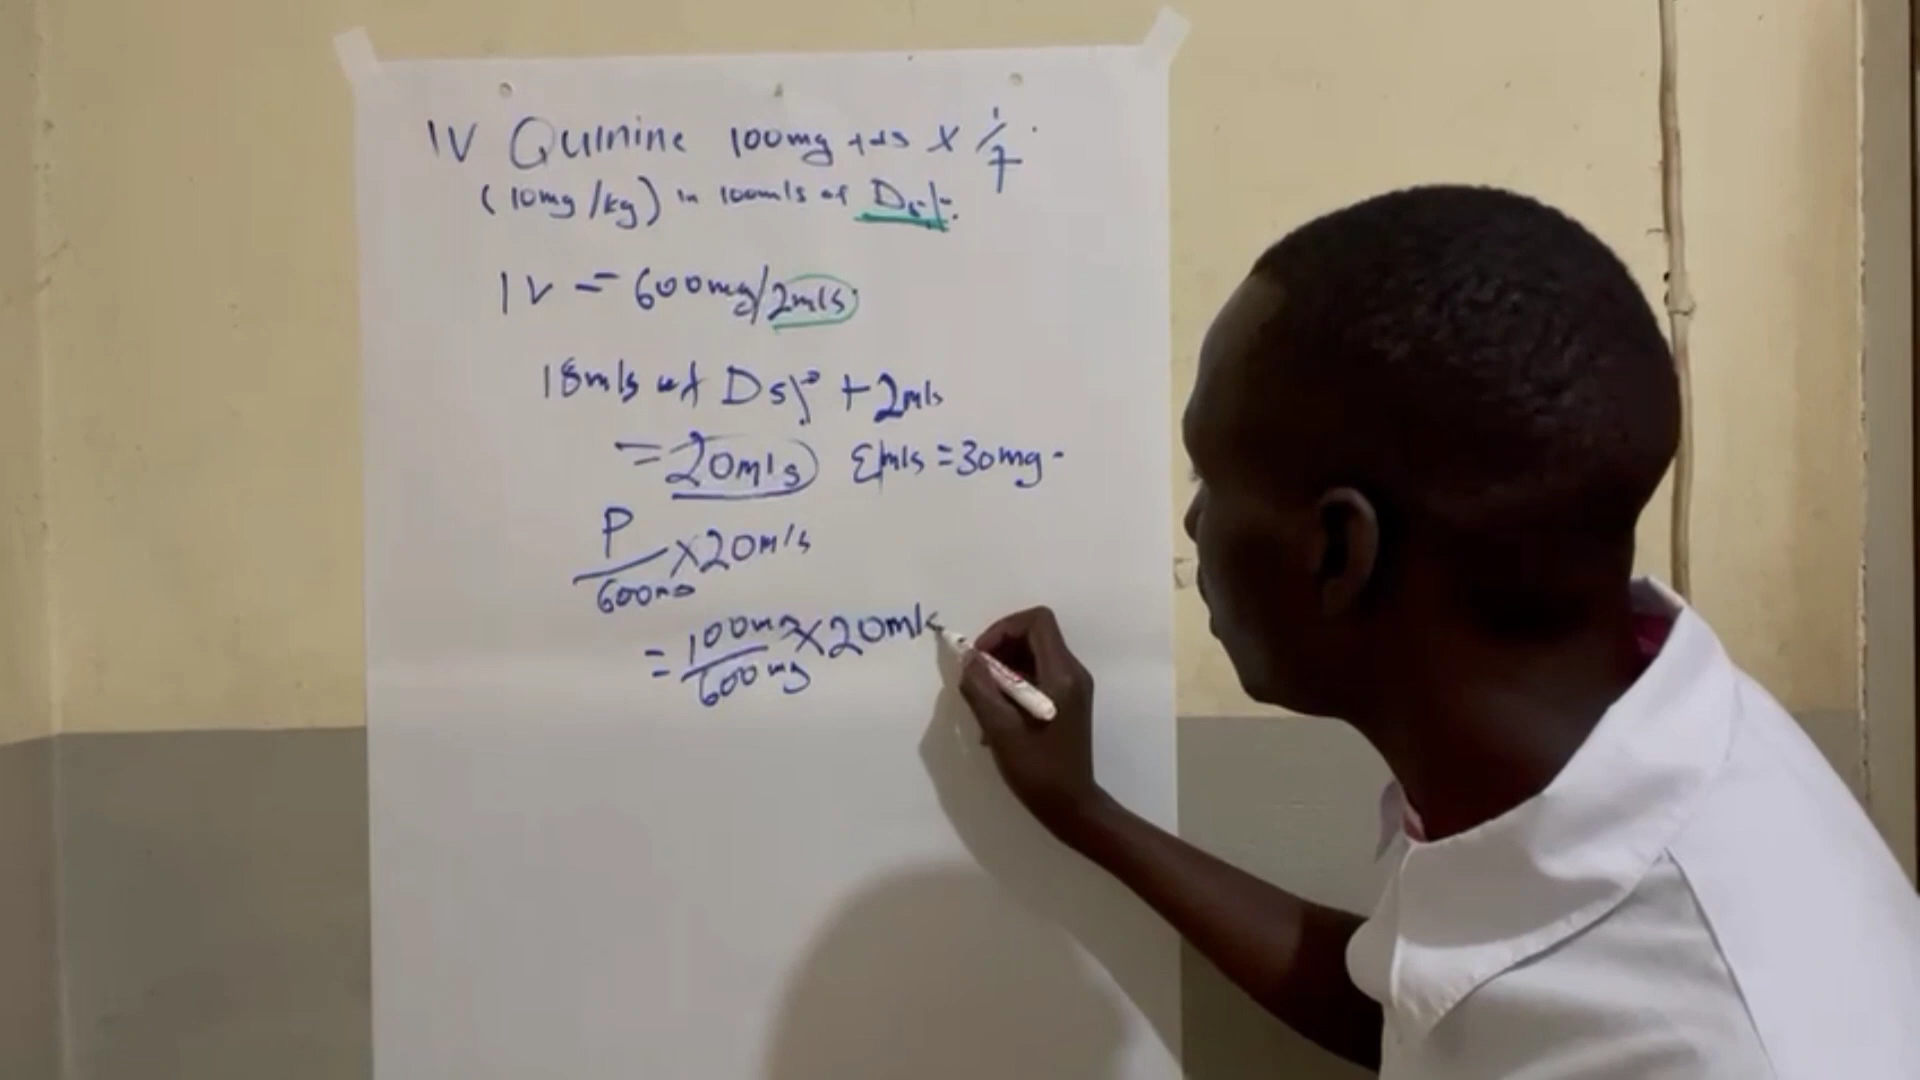 IV Quinine 100mg tds x 1/7
(10mg/kg) in 100mls of D5%.
IV = 600mg/2mls
18mls of D5% + 2mls
= 20mls 1mls = 30mg.
P/600mg x 20mls
= 100mg/600mg x 20mls